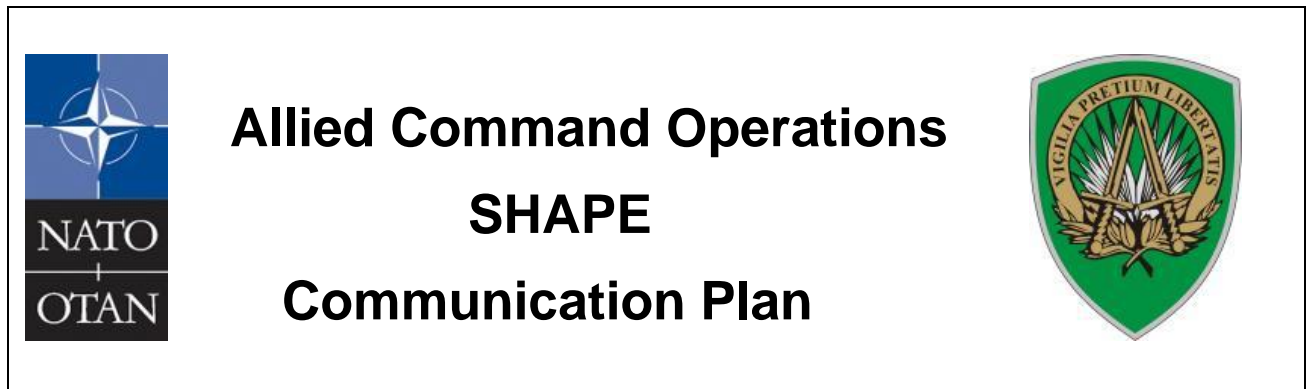 NATO
OTAN
Allied Command Operations
SHAPE
Communication Plan
VIGILIA PRETIUM LIBERTATIS